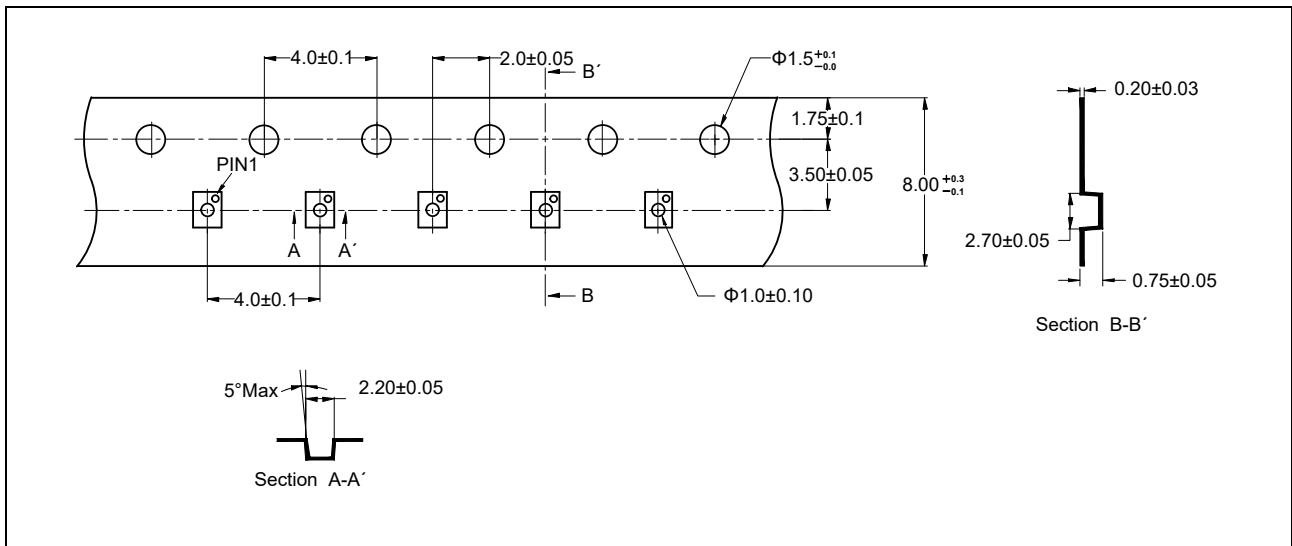 4.0±0.1
2.0±0.05
B´
Φ1.5+0.1 −0.0
0.20±0.03
1.75±0.1
PIN1
3.50±0.05
8.00 +0.3 −0.1
A
A´
2.70±0.05
4.0±0.1
B
Φ1.0±0.10
0.75±0.05
Section B-B´
5°Max
2.20±0.05
Section A-A´